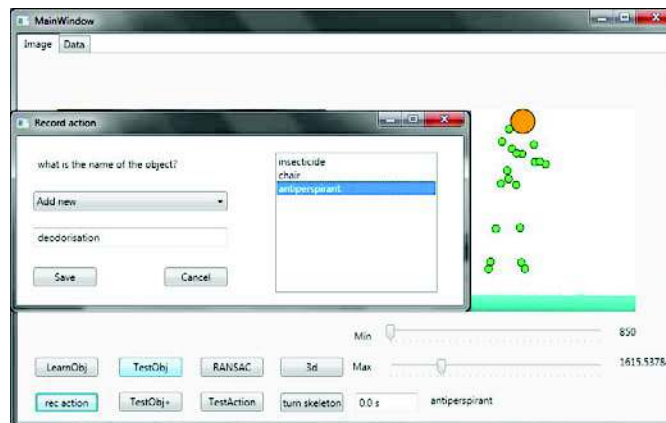 MainWindow
Image Data
Record action
what is the name of the object?
insecticide
chair
antiperspirant
Add new
deodorisation
Save Cancel
Min 850
LearnObj TestObj RANSAC 3d Max 1615.5378
rec action TestObj+ TestAction turn skeleton 0.0 s antiperspirant